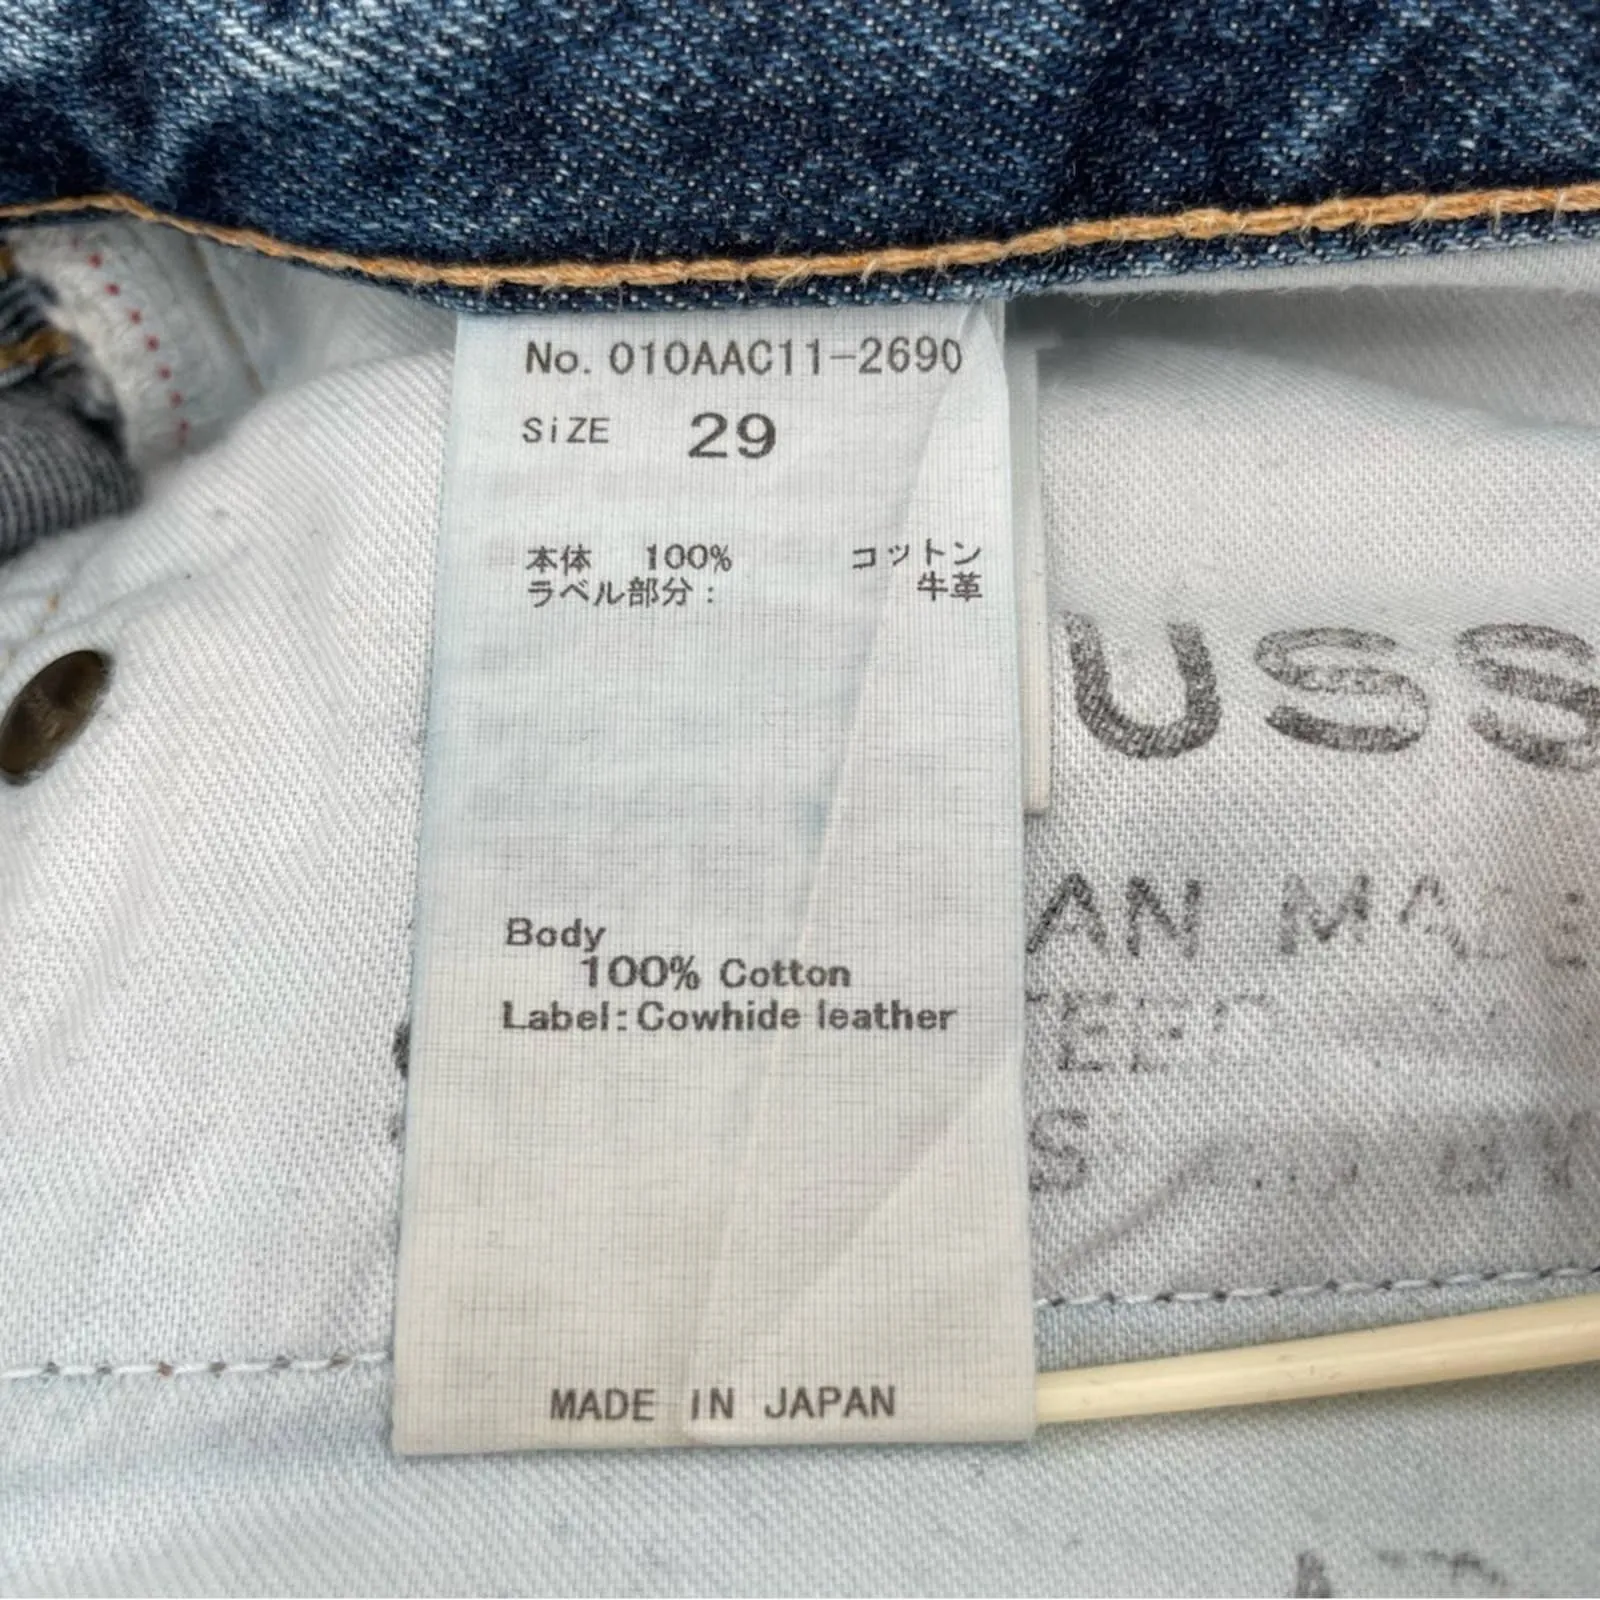 No. 010AAC11-2690
SiZE 29
本体 100% コットン
ラベル部分: 牛革
Body
100% Cotton
Label:Cowhide leather
MADE IN JAPAN
USS
AN MADE
S